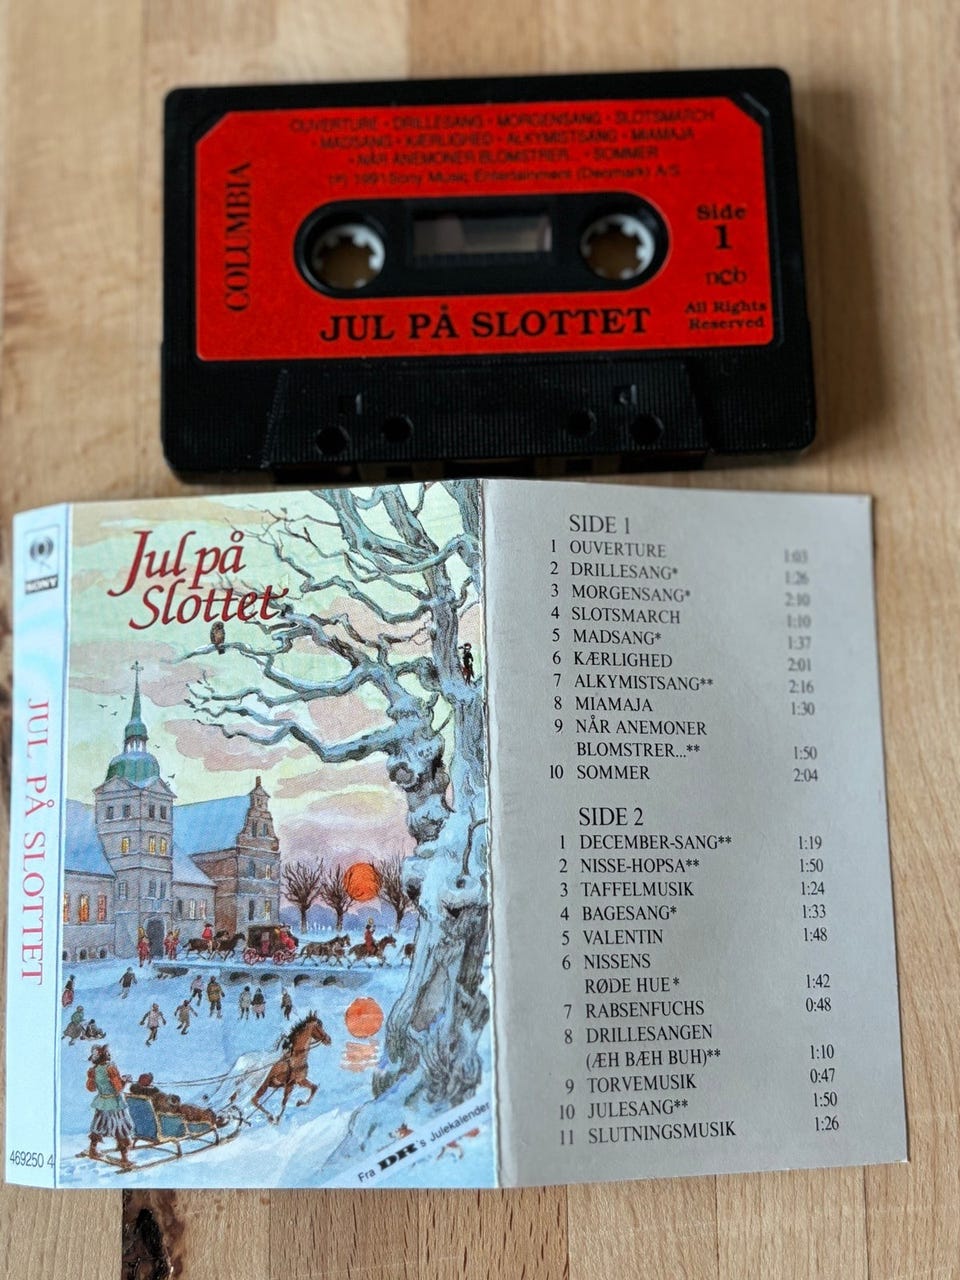 OUVERTURE · DRILLESANG · MORGENSANG · SLOTSMARCH
· MADSANG · KÆRLIGHED · ALKYMISTSANG · MIAMAJA
· NÅR ANEMONER BLOMSTRER... · SOMMER
(P) 1991 Sony Music Entertainment (Denmark) A/S
COLUMBIA
Side
1
ncb
All Rights
Reserved
JUL PÅ SLOTTET
SONY
JUL PÅ SLOTTET
469250 4
Jul på
Slottet
Fra DR's Julekalender
SIDE 1
1 OUVERTURE 1:03
2 DRILLESANG* 1:26
3 MORGENSANG* 2:10
4 SLOTSMARCH 1:10
5 MADSANG* 1:37
6 KÆRLIGHED 2:01
7 ALKYMISTSANG** 2:16
8 MIAMAJA 1:30
9 NÅR ANEMONER
BLOMSTRER...** 1:50
10 SOMMER 2:04
SIDE 2
1 DECEMBER-SANG** 1:19
2 NISSE-HOPSA** 1:50
3 TAFFELMUSIK 1:24
4 BAGESANG* 1:33
5 VALENTIN 1:48
6 NISSENS
RØDE HUE* 1:42
7 RABSENFUCHS 0:48
8 DRILLESANGEN
(ÆH BÆH BUH)** 1:10
9 TORVEMUSIK 0:47
10 JULESANG** 1:50
11 SLUTNINGSMUSIK 1:26